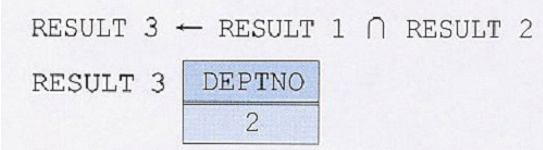 RESULT 3 ← RESULT 1 ∩ RESULT 2
RESULT 3 DEPTNO
2